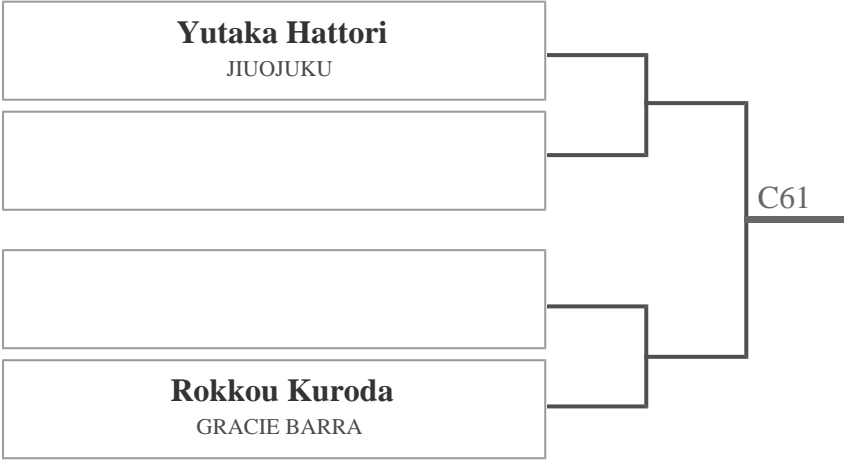 Yutaka Hattori
JIUOJUKU
C61
Rokkou Kuroda
GRACIE BARRA